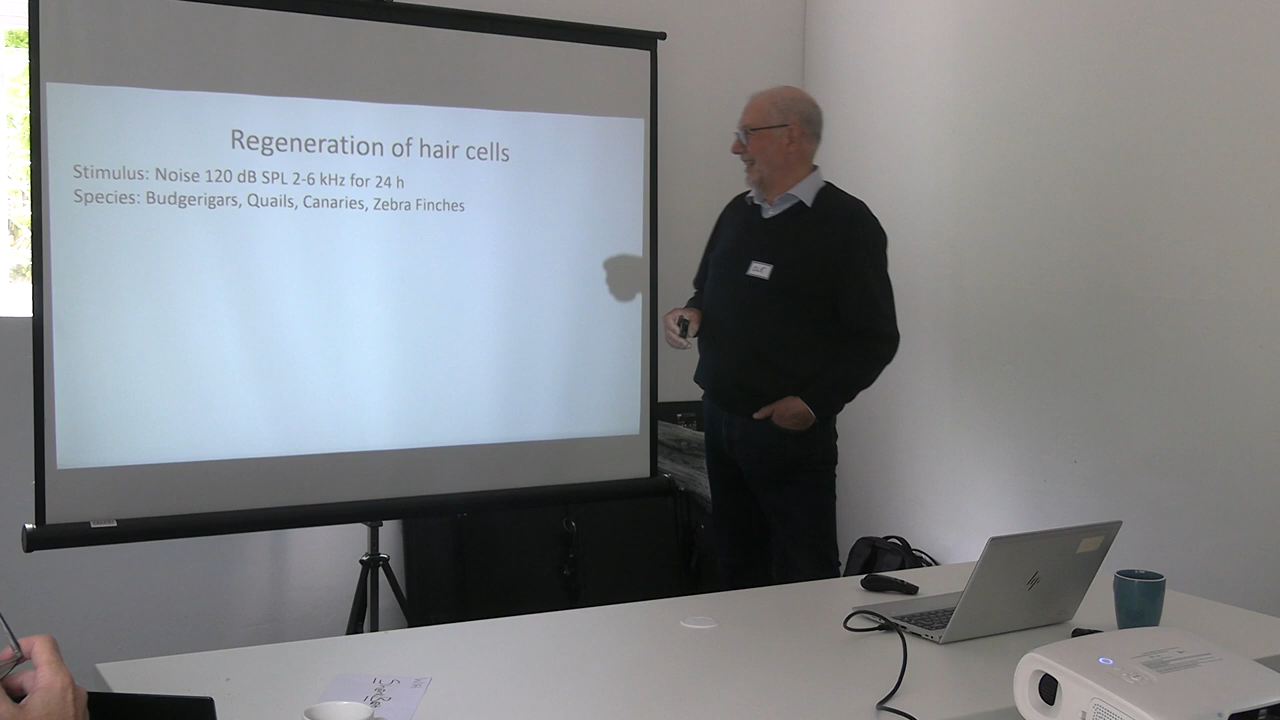 Regeneration of hair cells
Stimulus: Noise 120 dB SPL 2-6 kHz for 24 h
Species: Budgerigars, Quails, Canaries, Zebra Finches
hp